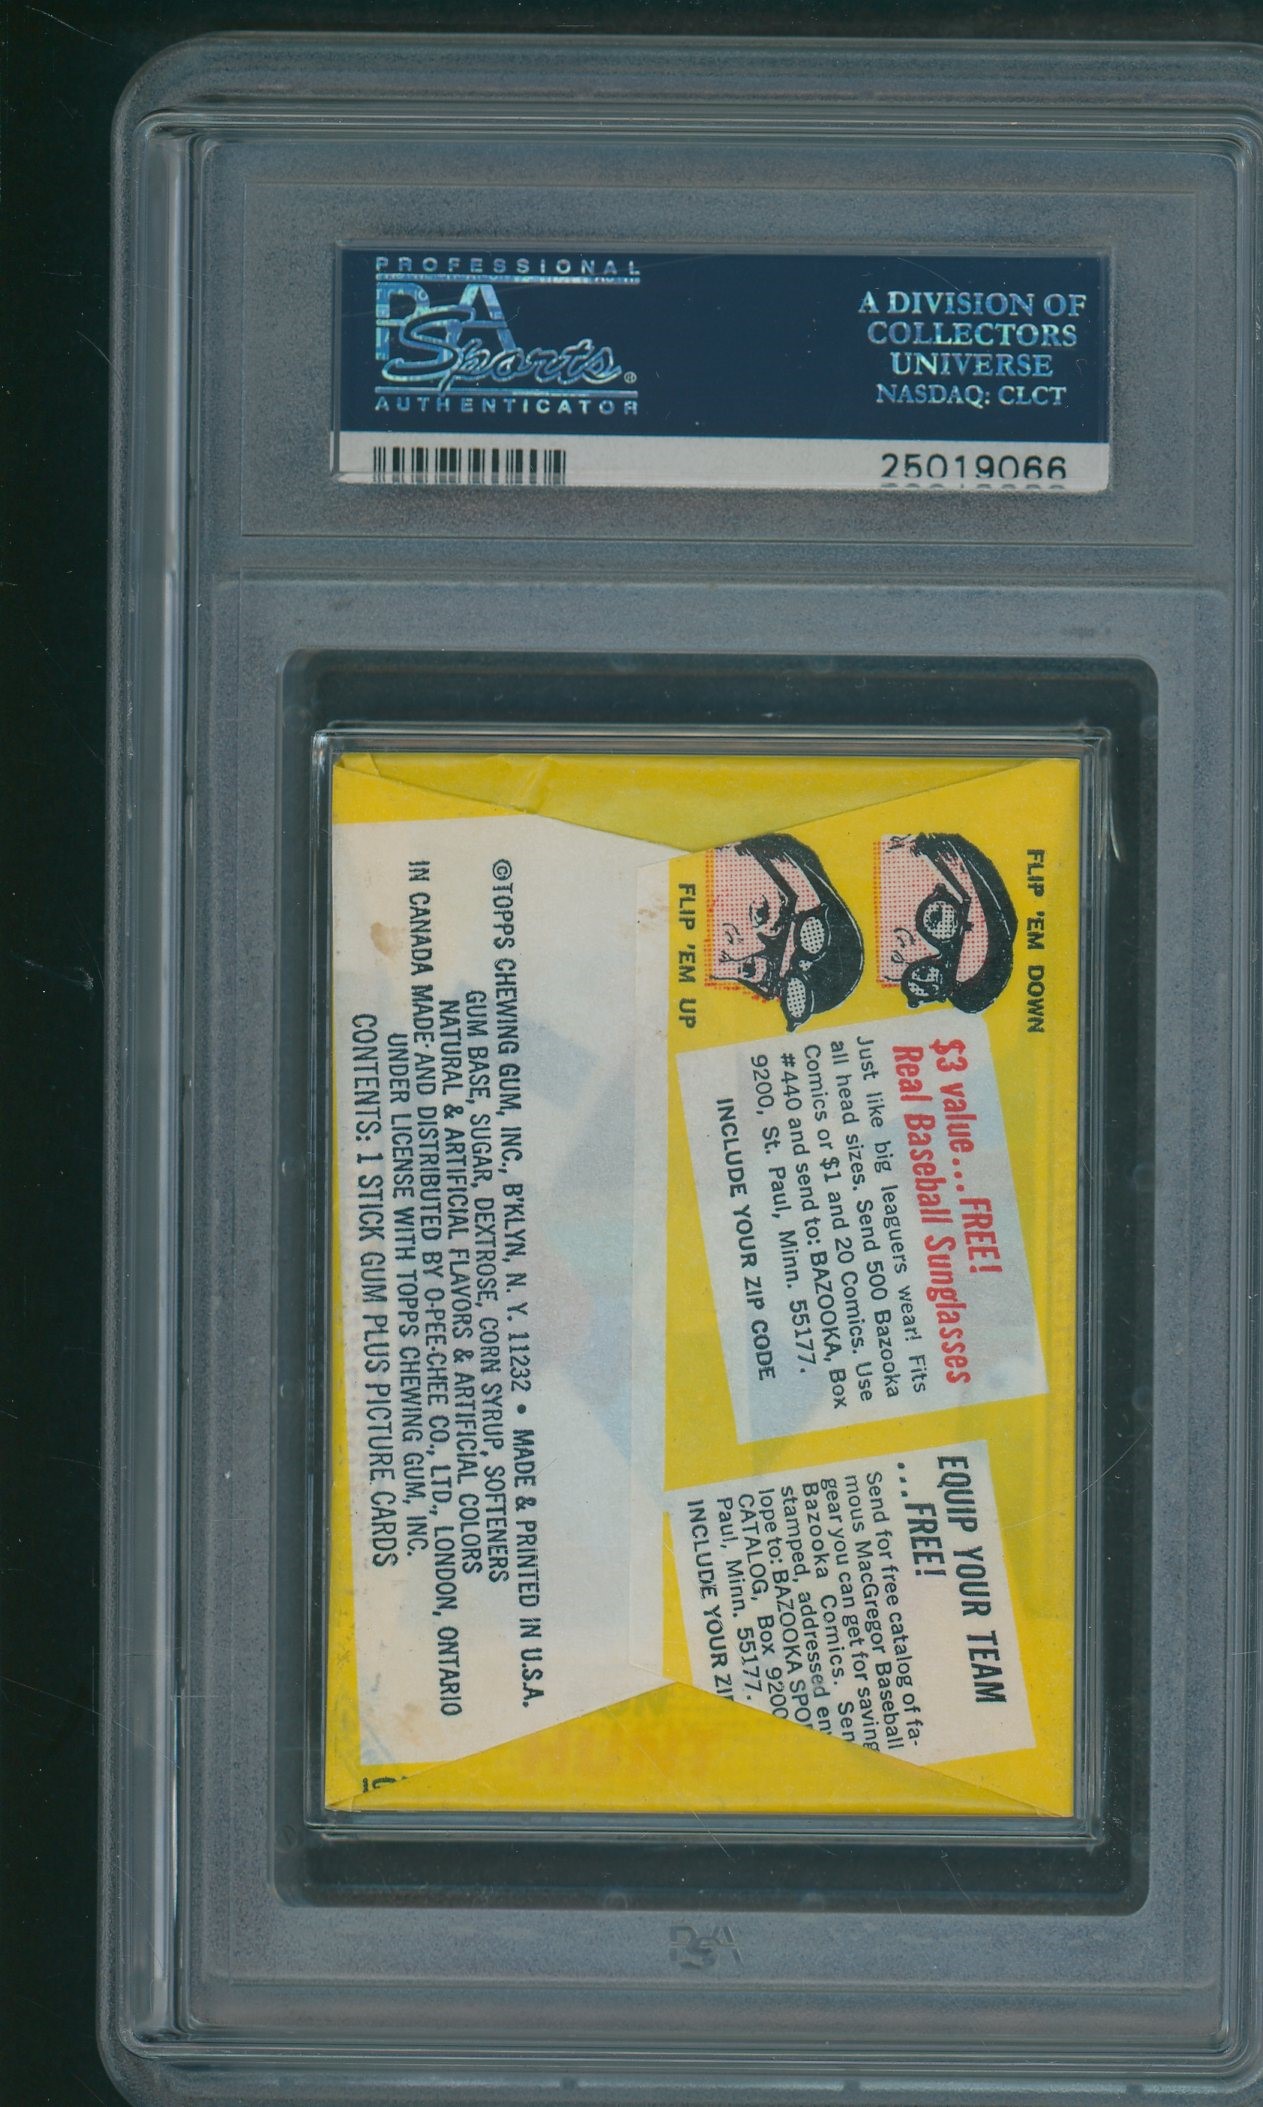 PROFESSIONAL
PSA
Sports®
AUTHENTICATOR
A DIVISION OF
COLLECTORS
UNIVERSE
NASDAQ: CLCT
25019066
FLIP 'EM DOWN
FLIP 'EM UP
$3 value...FREE!
Real Baseball Sunglasses
Just like big leaguers wear! Fits
all head sizes. Send 500 Bazooka
Comics or $1 and 20 Comics. Use
#440 and send to: BAZOOKA, Box
9200, St. Paul, Minn. 55177.
INCLUDE YOUR ZIP CODE
EQUIP YOUR TEAM
...FREE!
Send for free catalog of fa-
mous MacGregor Baseball
gear you can get for saving
Bazooka Comics. Sen
stamped, addressed en
lope to: BAZOOKA SPO
CATALOG, Box 920
Paul, Minn. 55177.
INCLUDE YOUR ZI
©TOPPS CHEWING GUM, INC., B'KLYN, N. Y. 11232 • MADE & PRINTED IN U.S.A.
GUM BASE, SUGAR, DEXTROSE, CORN SYRUP, SOFTENERS
NATURAL & ARTIFICIAL FLAVORS & ARTIFICIAL COLORS
IN CANADA MADE AND DISTRIBUTED BY O-PEE-CHEE CO., LTD., LONDON, ONTARIO
UNDER LICENSE WITH TOPPS CHEWING GUM, INC.
CONTENTS: 1 STICK GUM PLUS PICTURE CARDS
PSA